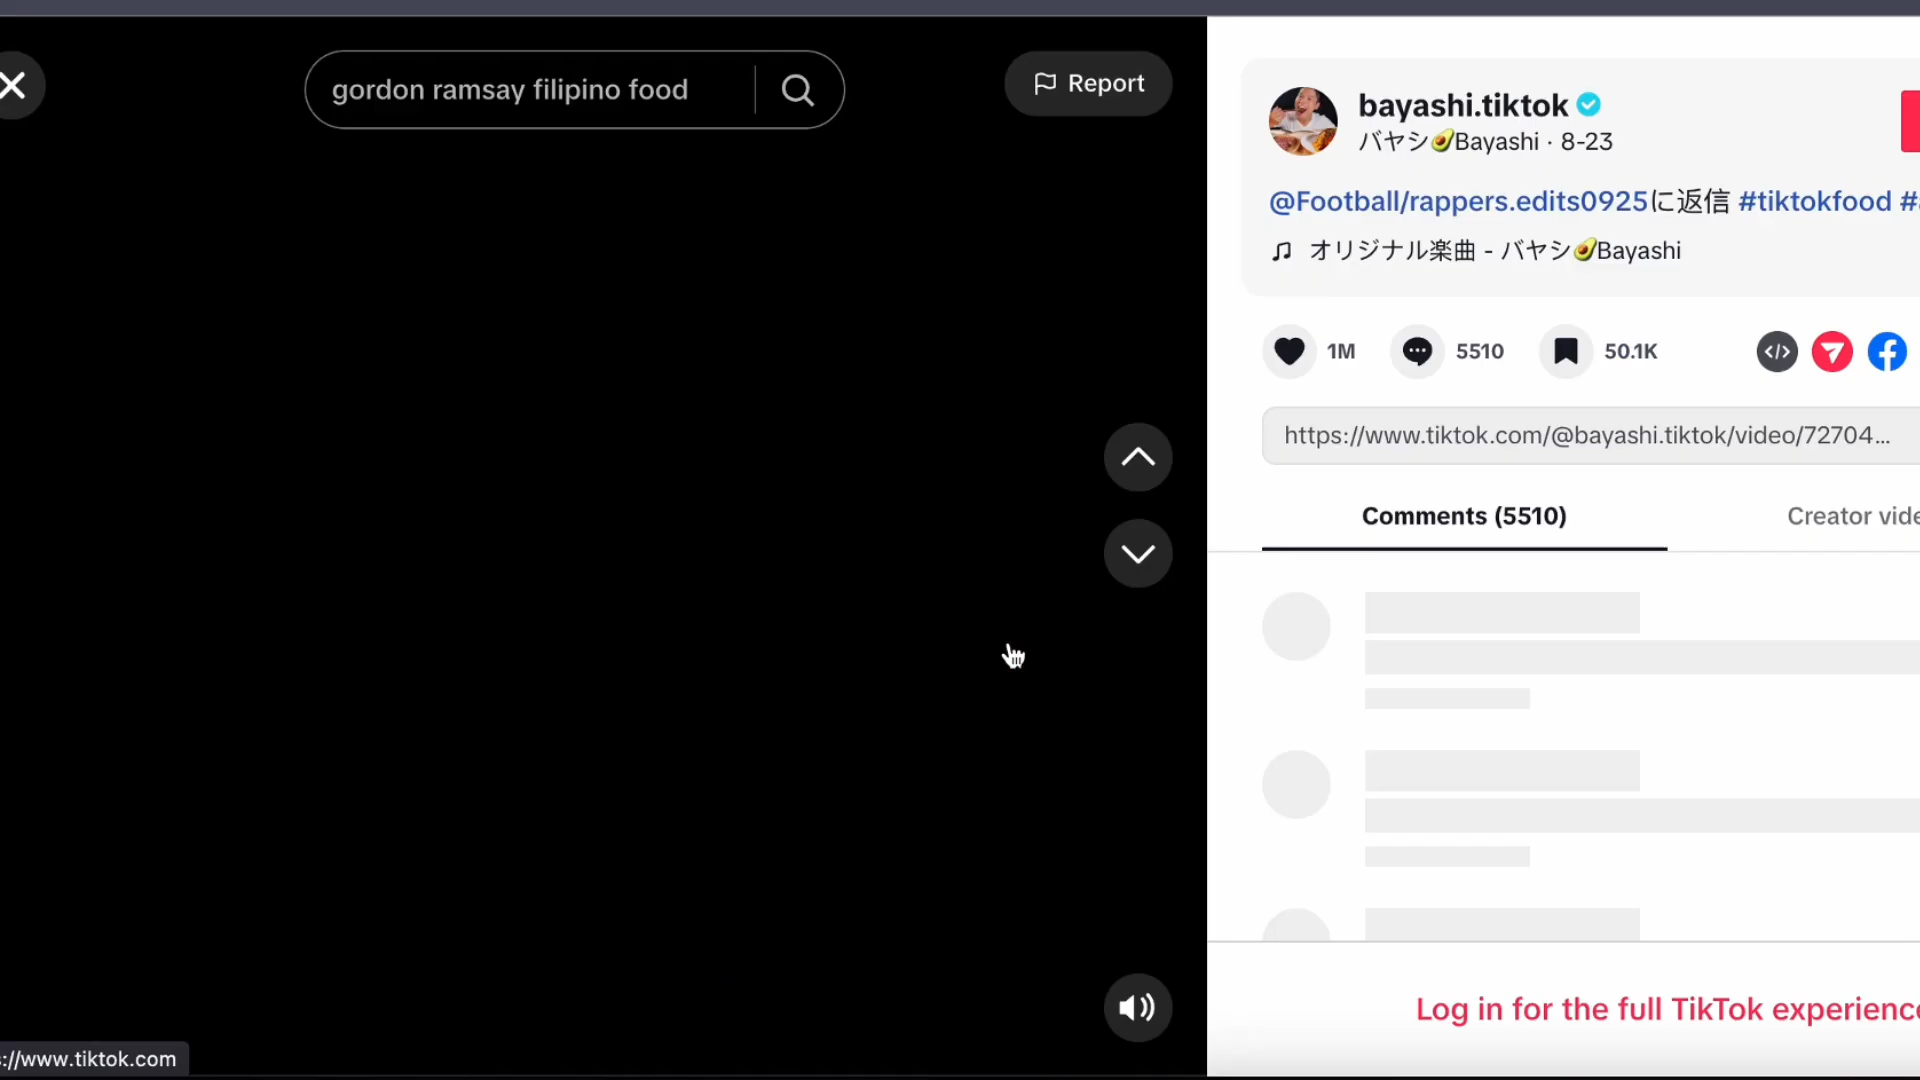 gordon ramsay filipino food
Report
bayashi.tiktok
バヤシ🥑Bayashi · 8-23
@Football/rappers.edits0925に返信 #tiktokfood #
オリジナル楽曲 - バヤシ🥑Bayashi
1M
5510
50.1K
https://www.tiktok.com/@bayashi.tiktok/video/72704...
Comments (5510)
Creator vide
Log in for the full TikTok experience
://www.tiktok.com